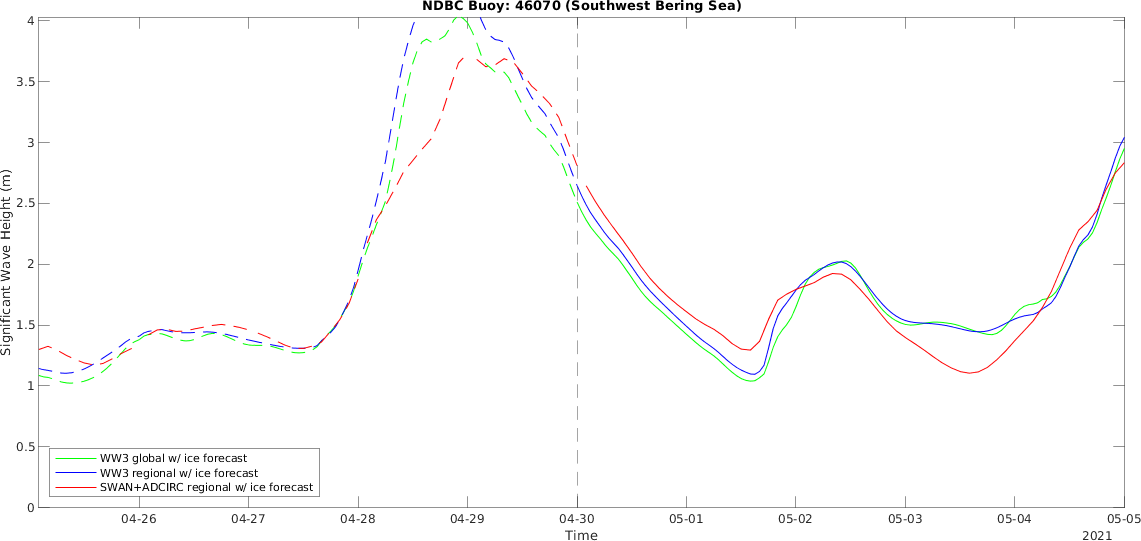 NDBC Buoy: 46070 (Southwest Bering Sea)
4
3.5
3
2.5
2
1.5
1
0.5
0
Significant Wave Height (m)
WW3 global w/ ice forecast
WW3 regional w/ ice forecast
SWAN+ADCIRC regional w/ ice forecast
04-26 04-27 04-28 04-29 04-30 05-01 05-02 05-03 05-04 05-05
Time
2021